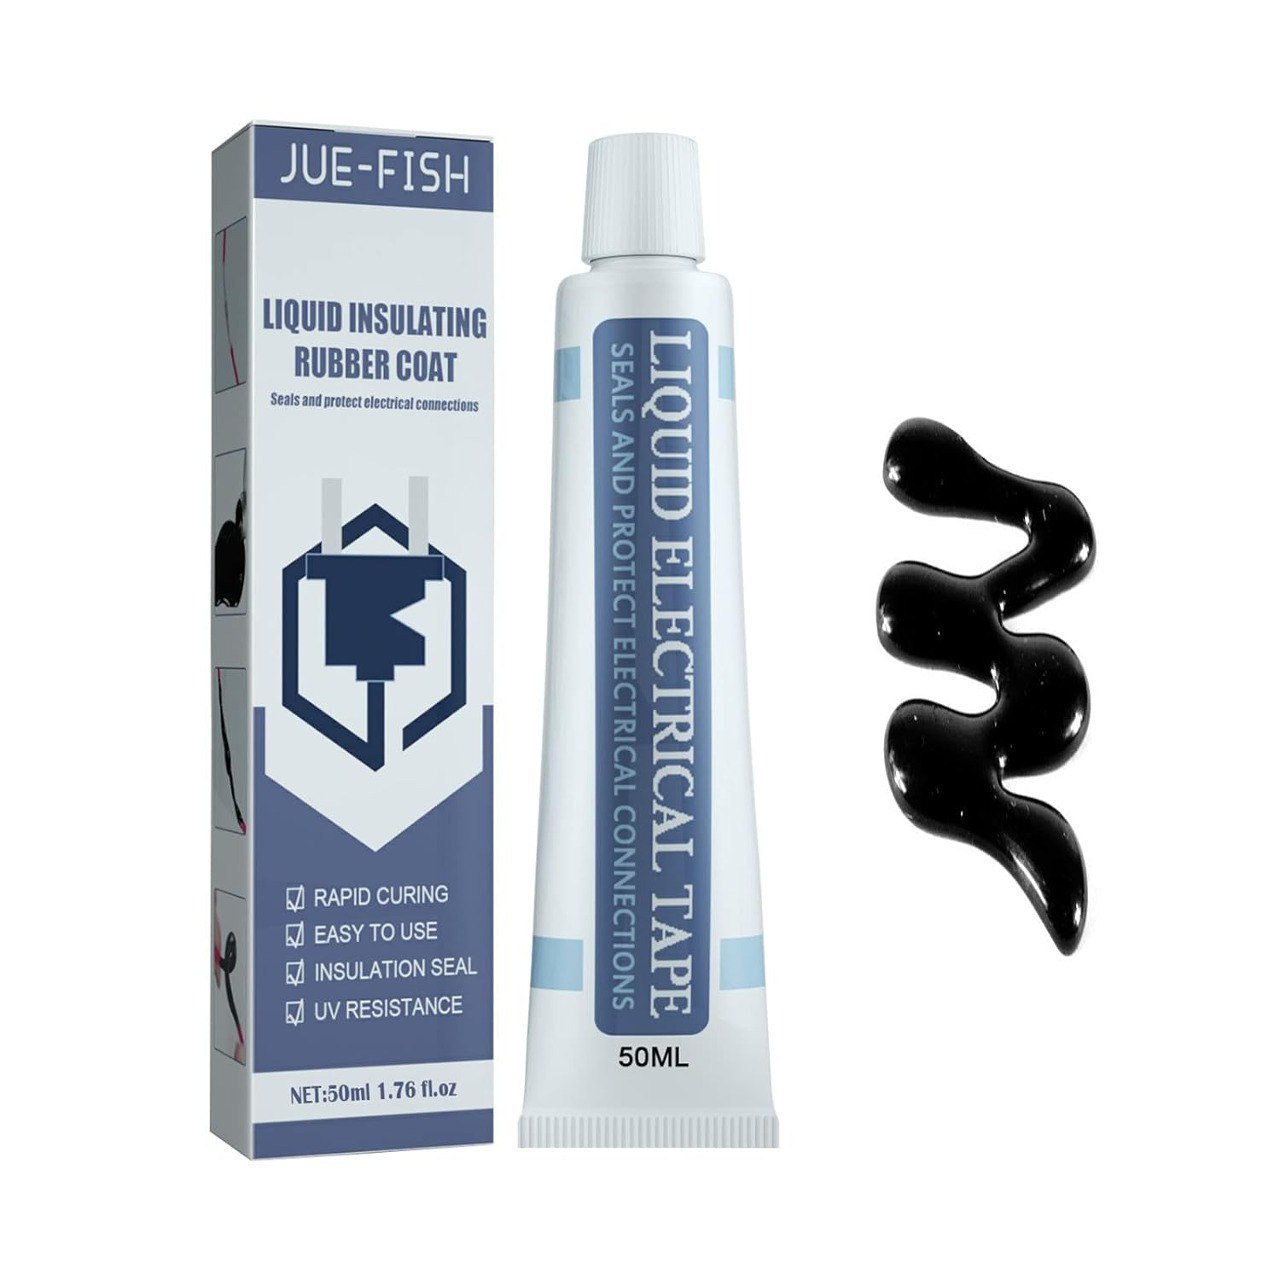 JUE-FISH
LIQUID INSULATING
RUBBER COAT
Seals and protect electrical connections
RAPID CURING
EASY TO USE
INSULATION SEAL
UV RESISTANCE
NET:50ml 1.76 fl.oz
LIQUID ELECTRICAL TAPE
SEALS AND PROTECT ELECTRICAL CONNECTIONS
50ML